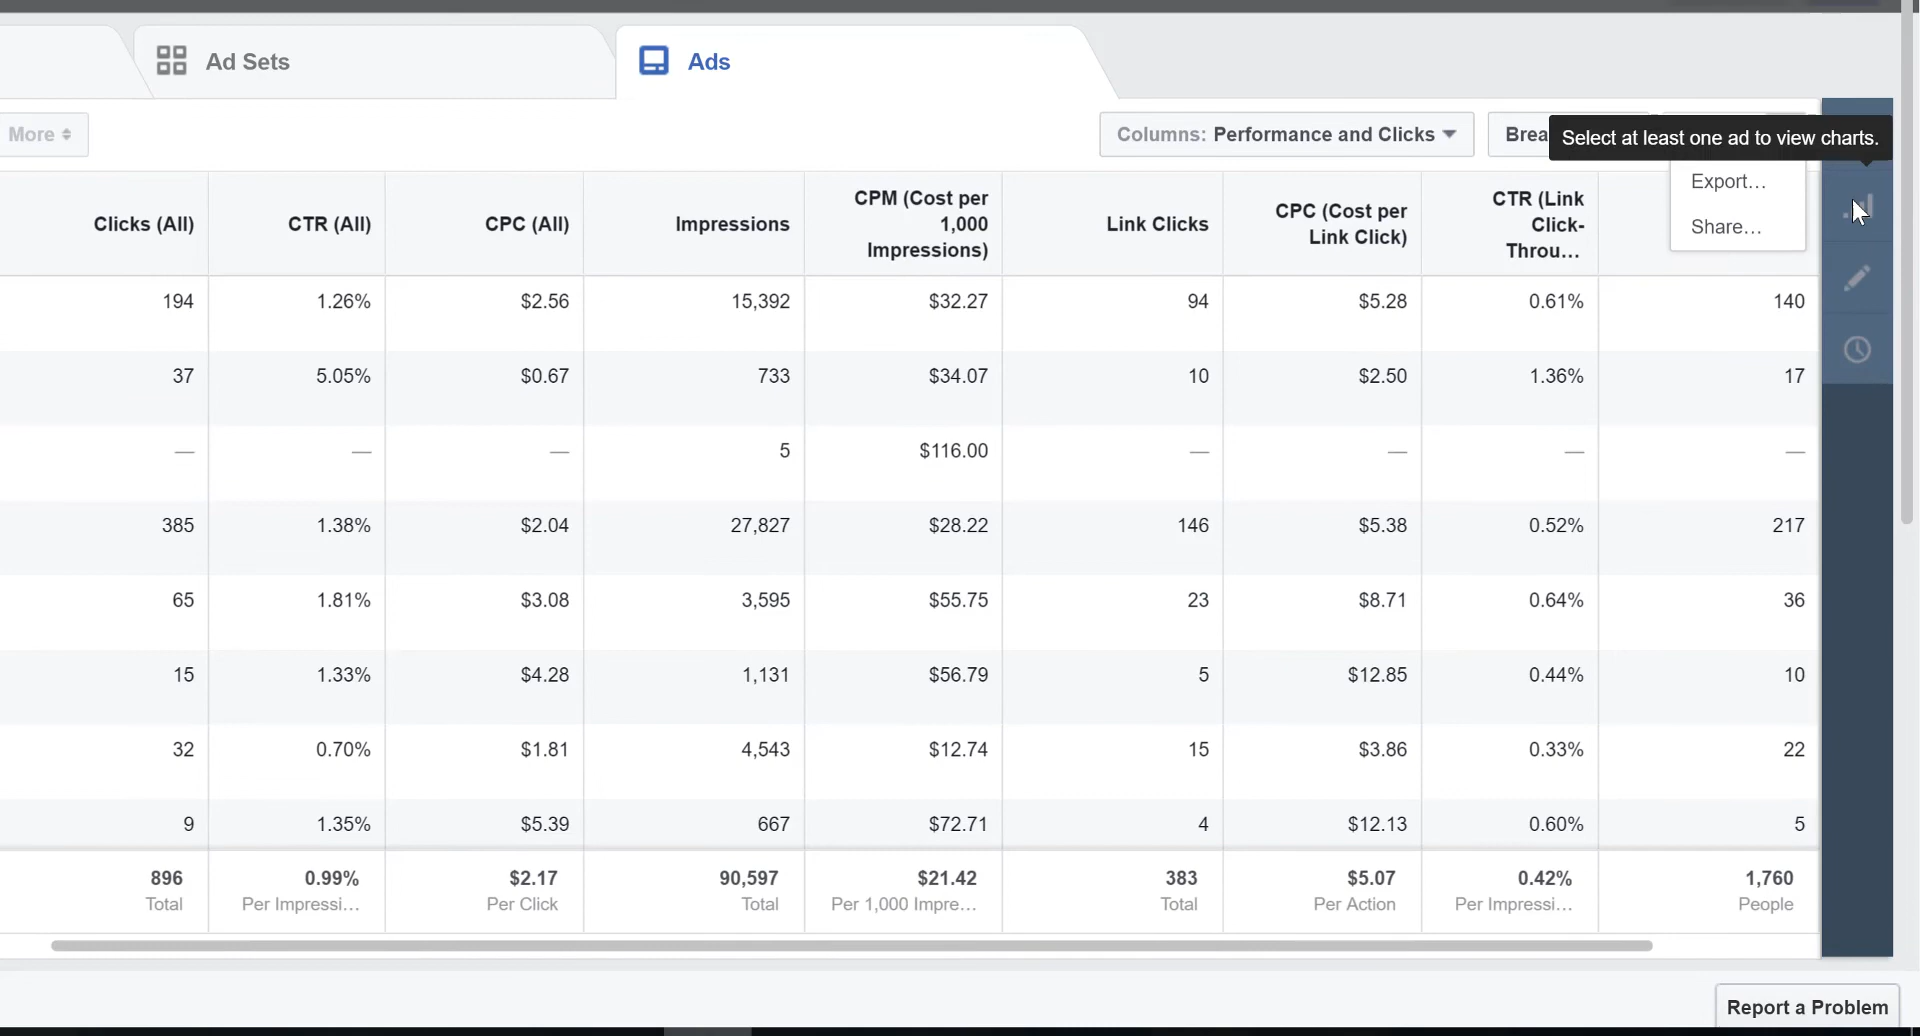 Ad Sets
Ads
More
Columns: Performance and Clicks
Brea
Select at least one ad to view charts.
Export...
Share...
Clicks (All)
CTR (All)
CPC (All)
Impressions
CPM (Cost per
1,000
Impressions)
Link Clicks
CPC (Cost per
Link Click)
CTR (Link
Click-
Throu...
194 1.26% $2.56 15,392 $32.27 94 $5.28 0.61% 140
37 5.05% $0.67 733 $34.07 10 $2.50 1.36% 17
— — — 5 $116.00 — — — —
385 1.38% $2.04 27,827 $28.22 146 $5.38 0.52% 217
65 1.81% $3.08 3,595 $55.75 23 $8.71 0.64% 36
15 1.33% $4.28 1,131 $56.79 5 $12.85 0.44% 10
32 0.70% $1.81 4,543 $12.74 15 $3.86 0.33% 22
9 1.35% $5.39 667 $72.71 4 $12.13 0.60% 5
896 0.99% $2.17 90,597 $21.42 383 $5.07 0.42% 1,760
Total Per Impressi... Per Click Total Per 1,000 Impre... Total Per Action Per Impressi... People
Report a Problem